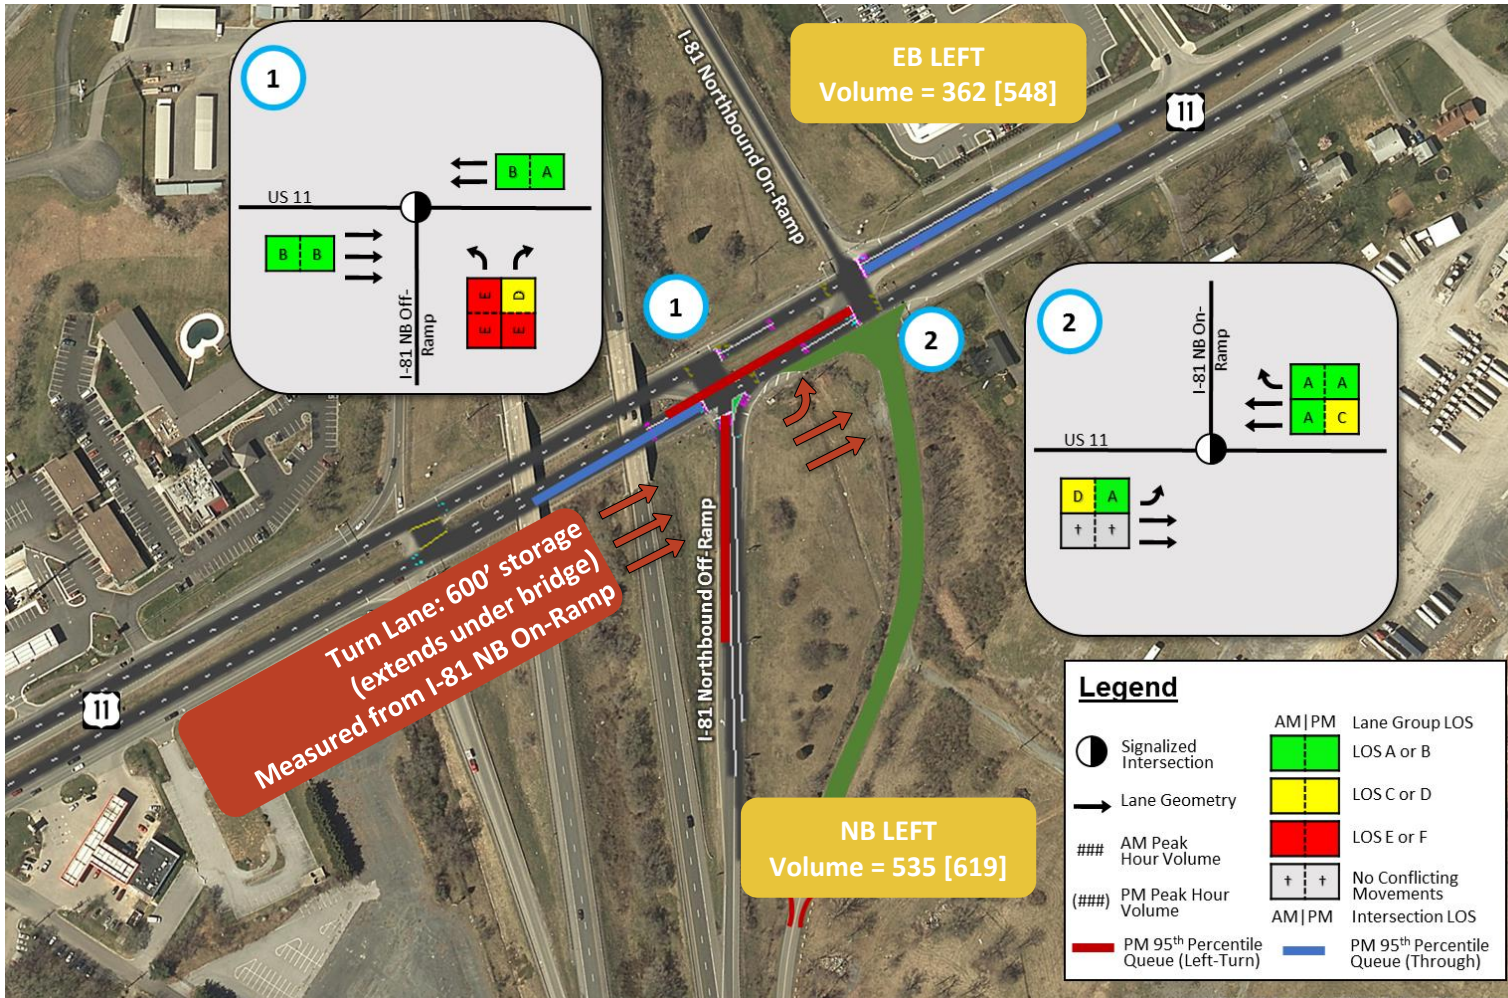 1
US 11
B B
B A
E D
E E
I-81 NB Off-
Ramp
I-81 Northbound On-Ramp
EB LEFT
Volume = 362 [548]
11
1
2
2
I-81 NB On-
Ramp
A A
A C
US 11
D A
† †
I-81 Northbound Off-Ramp
Turn Lane: 600’ storage
(extends under bridge)
Measured from I-81 NB On-Ramp
11
NB LEFT
Volume = 535 [619]
Legend
Signalized
Intersection
Lane Geometry
### AM Peak
Hour Volume
(###) PM Peak Hour
Volume
PM 95th Percentile
Queue (Left-Turn)
AM|PM Lane Group LOS
LOS A or B
LOS C or D
LOS E or F
† † No Conflicting
Movements
AM|PM Intersection LOS
PM 95th Percentile
Queue (Through)